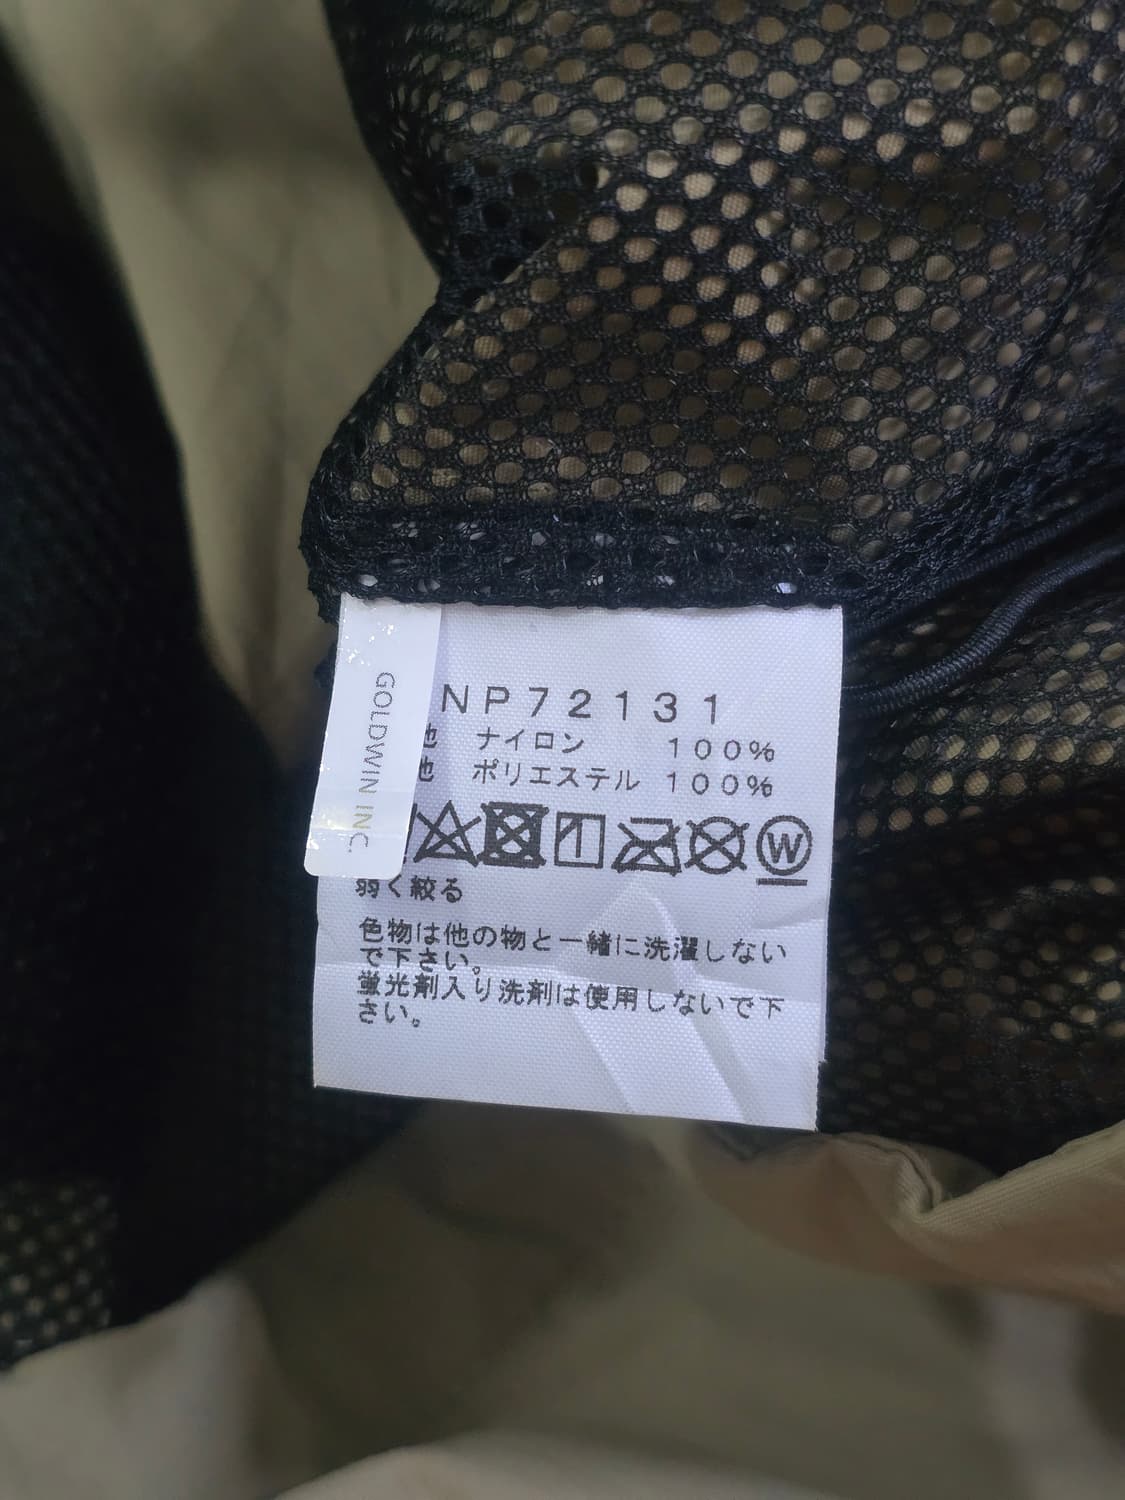 GOLDWIN INC.
NP72131
地 ナイロン 100%
地 ポリエステル 100%
W
弱く絞る
色物は他の物と一緒に洗濯しない
で下さい。
蛍光剤入り洗剤は使用しないで下
さい。